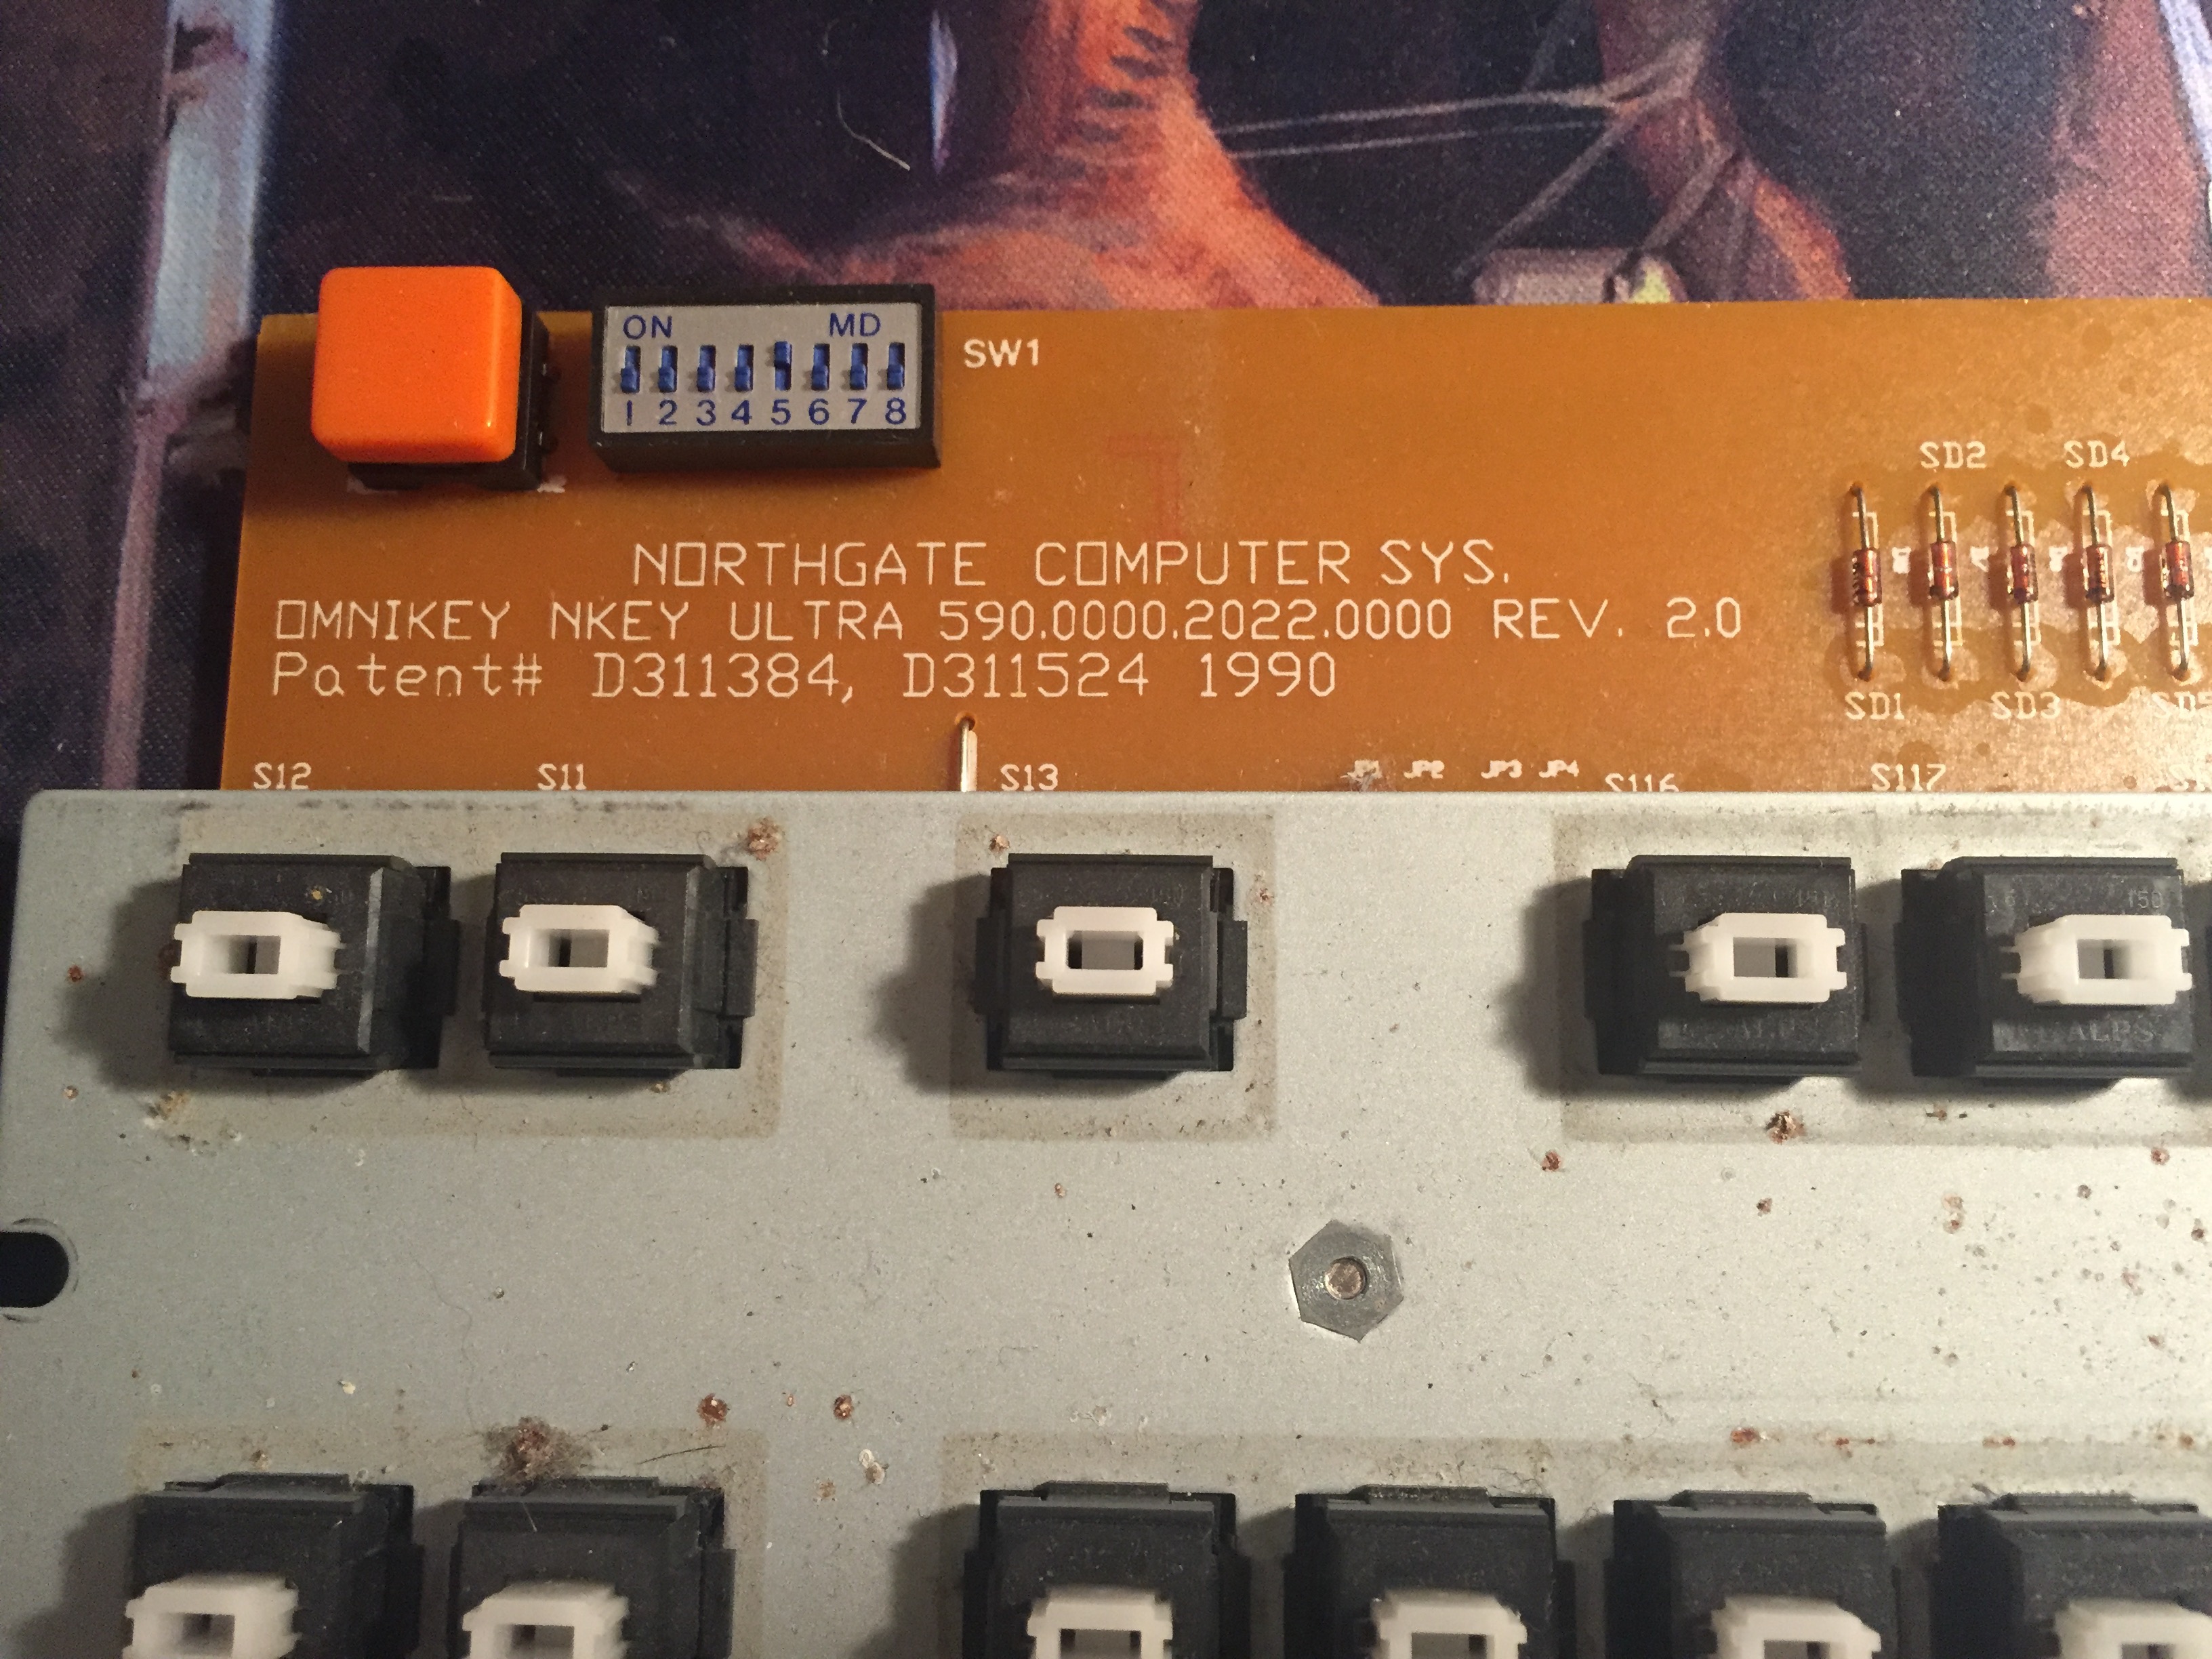 ON MD
1 2 3 4 5 6 7 8
SW1
SD2 SD4
NORTHGATE COMPUTER SYS.
OMNIKEY NKEY ULTRA 590.0000.2022.0000 REV. 2.0
Patent# D311384, D311524 1990
SD1 SD3
S12 S11 S13 JP1 JP2 JP3 JP4 S116 S117
150
ALPS
ALPS